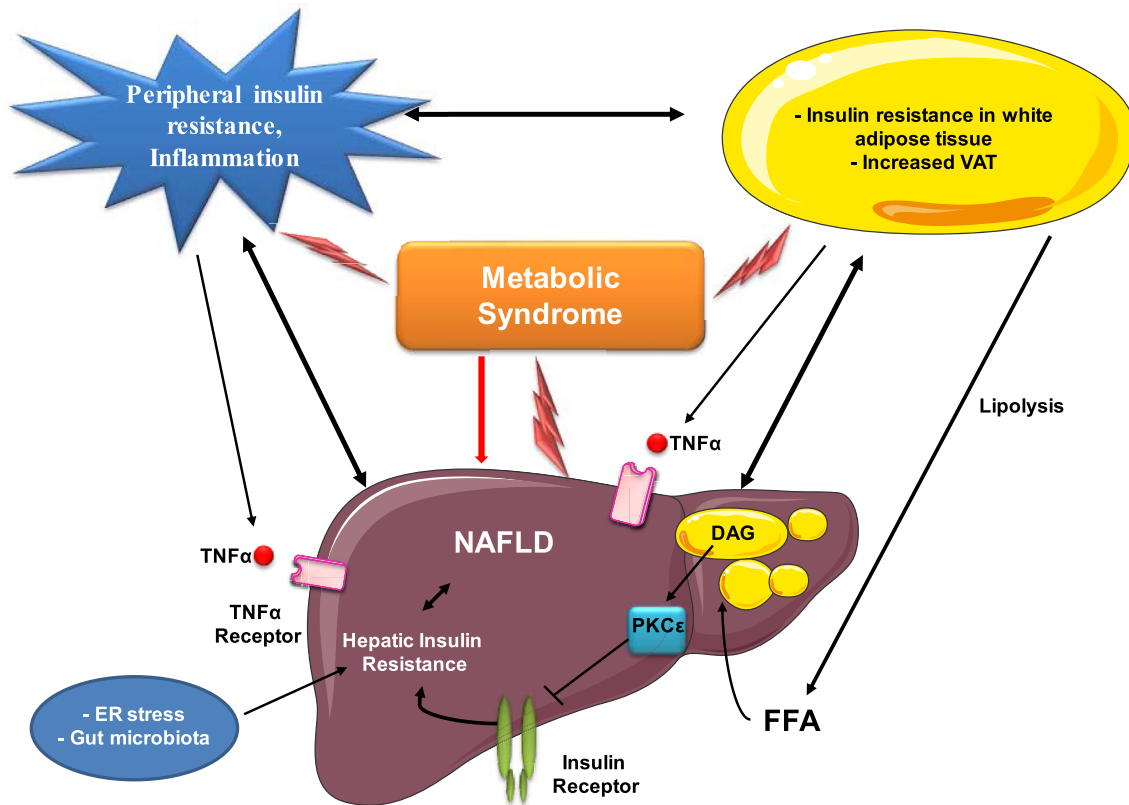 Peripheral insulin
resistance,
Inflammation
- Insulin resistance in white
adipose tissue
- Increased VAT
Metabolic
Syndrome
Lipolysis
TNFα
NAFLD
DAG
TNFα
TNFα
Receptor
Hepatic Insulin
Resistance
PKCε
- ER stress
- Gut microbiota
FFA
Insulin
Receptor